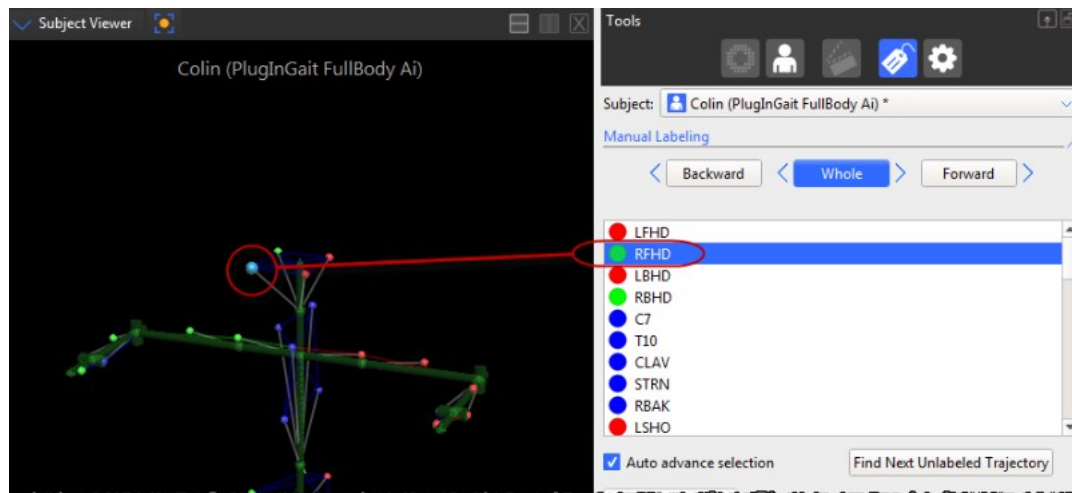 Subject Viewer
Colin (PlugInGait FullBody Ai)
Tools
Subject: Colin (PlugInGait FullBody Ai) *
Manual Labeling
Backward Whole Forward
LFHD
RFHD
LBHD
RBHD
C7
T10
CLAV
STRN
RBAK
LSHO
Auto advance selection Find Next Unlabeled Trajectory